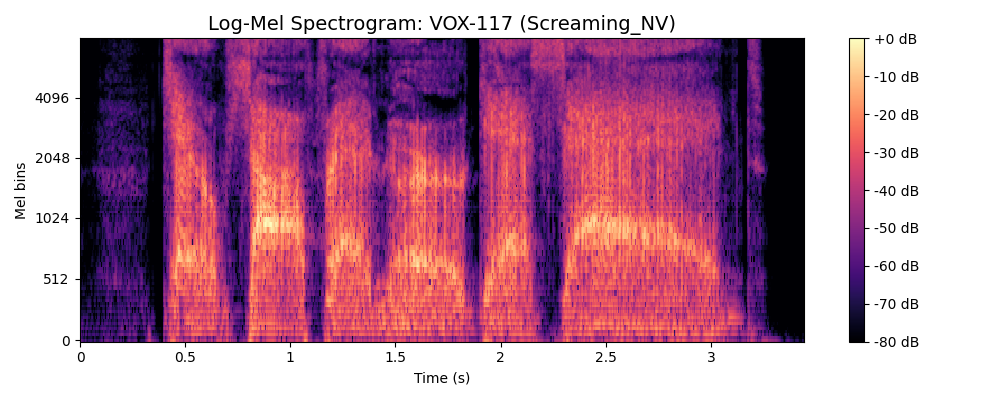 Log-Mel Spectrogram: VOX-117 (Screaming_NV)
+0 dB
-10 dB
-20 dB
-30 dB
-40 dB
-50 dB
-60 dB
-70 dB
-80 dB
Mel bins
4096
2048
1024
512
0
0 0.5 1 1.5 2 2.5 3
Time (s)